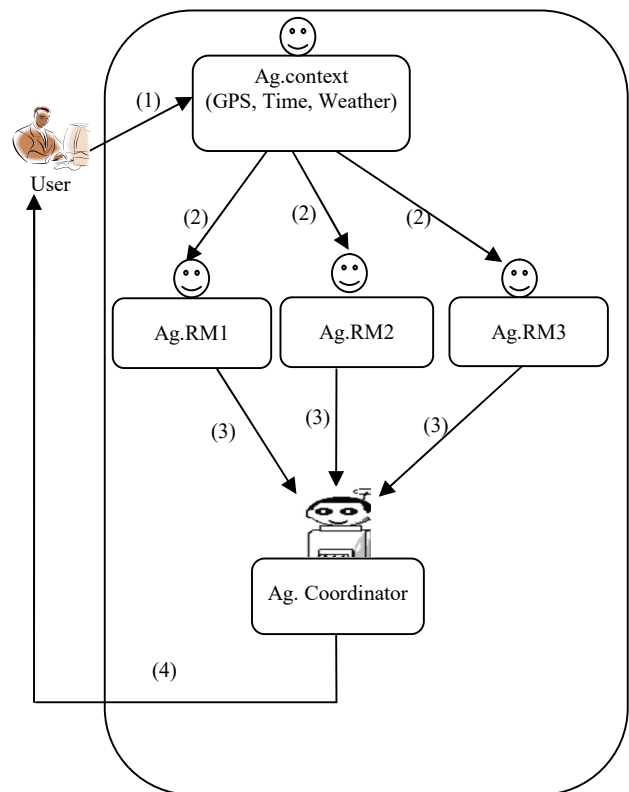 Ag.context
(GPS, Time, Weather)
(1)
User
(2)
(2)
(2)
Ag.RM1
Ag.RM2
Ag.RM3
(3)
(3)
(3)
Ag. Coordinator
(4)